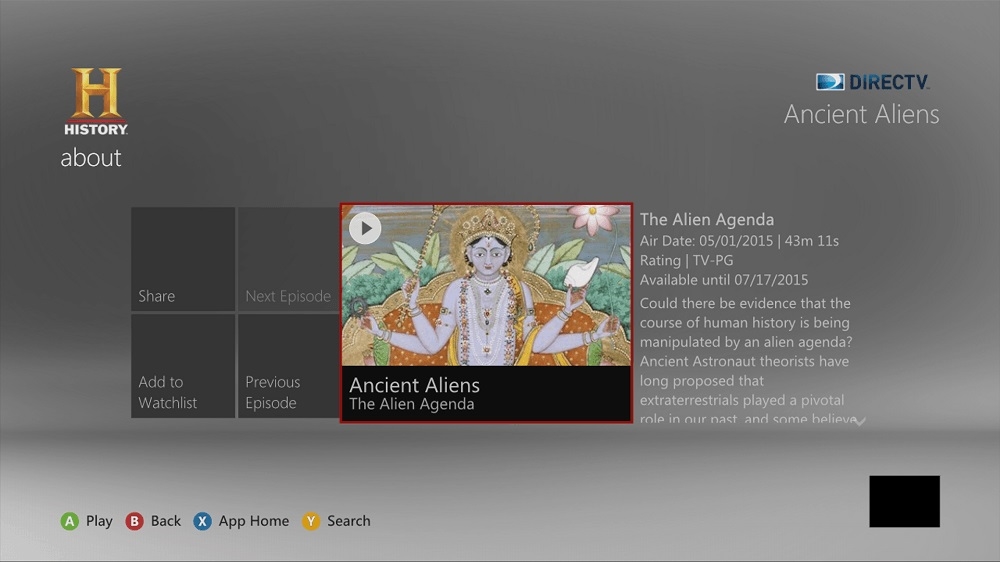 H
HISTORY
about
DIRECTV
Ancient Aliens
Share
Next Episode
Add to
Watchlist
Previous
Episode
Ancient Aliens
The Alien Agenda
The Alien Agenda
Air Date: 05/01/2015 | 43m 11s
Rating | TV-PG
Available until 07/17/2015
Could there be evidence that the
course of human history is being
manipulated by an alien agenda?
Ancient Astronaut theorists have
long proposed that
extraterrestrials played a pivotal
role in our past, and some believe
A Play B Back X App Home Y Search